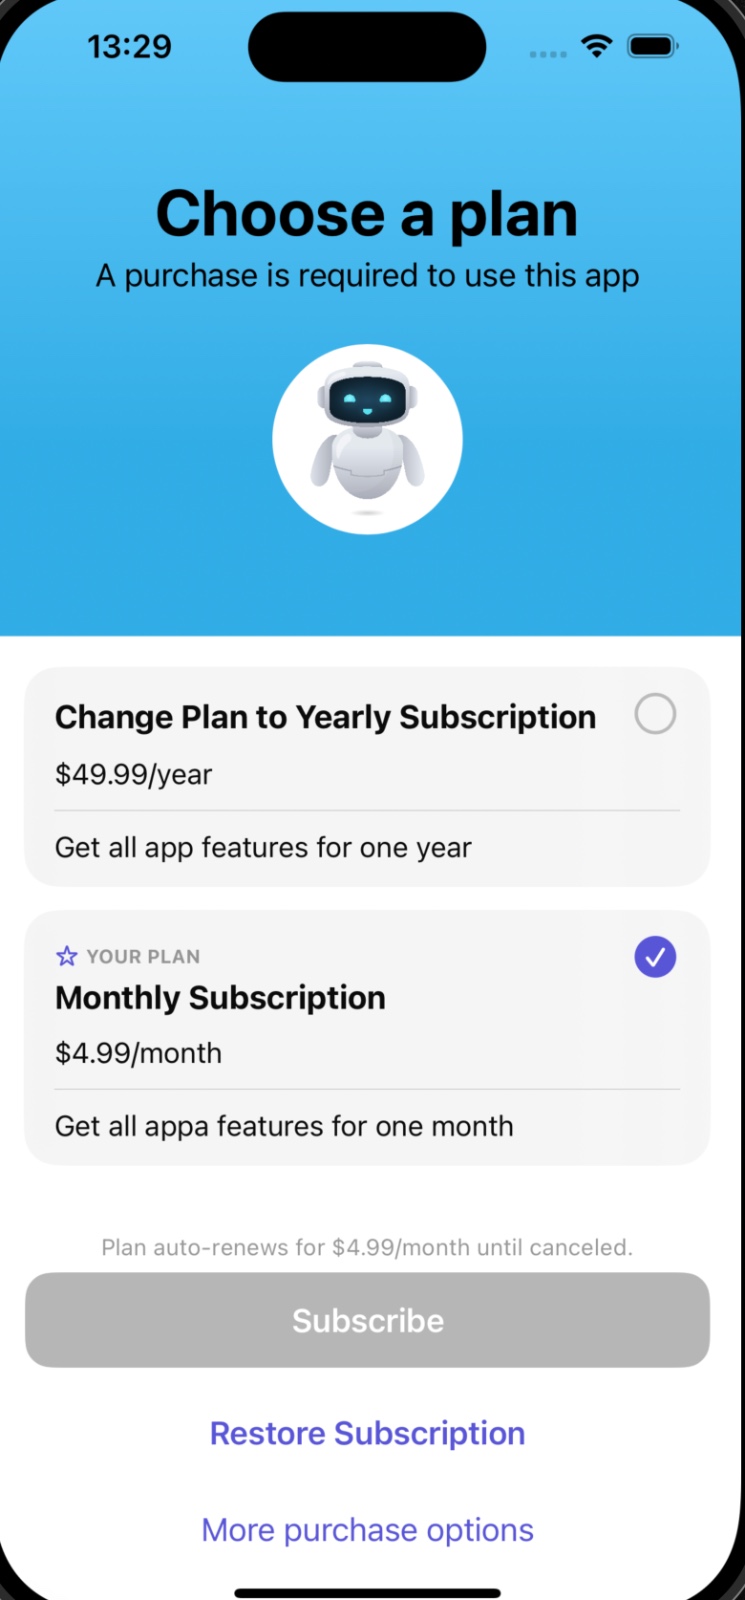 13:29
Choose a plan
A purchase is required to use this app
Change Plan to Yearly Subscription
$49.99/year
Get all app features for one year
YOUR PLAN
Monthly Subscription
$4.99/month
Get all appa features for one month
Plan auto-renews for $4.99/month until canceled.
Subscribe
Restore Subscription
More purchase options